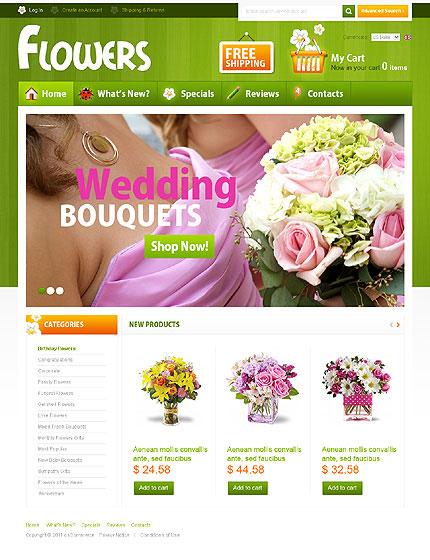 Log In Create an Account Shipping & Returns
Advanced Search
FLOWERS
FREE
SHIPPING
Currencies US Dollar
My Cart
Now in your cart 0 items
Home What's New? Specials Reviews Contacts
Wedding
BOUQUETS
Shop Now!
CATEGORIES
Birthday flowers
Congratulations
Corporate
Family Flowers
Funeral Flowers
Get Well Flowers
Love Flowers
Mixed Fresh Bouquets
Monthly Flowers Gifts
Most Popular
New Baby Bouquets
Sympathy Gifts
Flowers of the Week
Anniversary
NEW PRODUCTS
Aenean mollis convallis
ante, sed faucibus
$ 24.58
Add to cart
Aenean mollis convallis
ante, sed faucibus
$ 44.58
Add to cart
Aenean mollis convallis
ante, sed faucibus
$ 32.58
Add to cart
Home What's New? Specials Reviews Contacts
Copyright © 2011 Privacy Notice | Conditions of Use